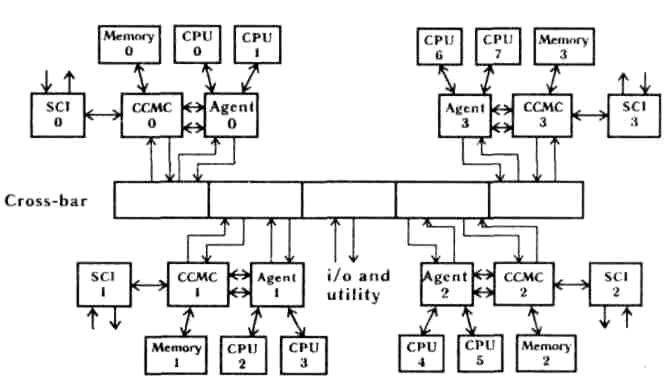 Memory
0
CPU
0
CPU
1
CPU
6
CPU
7
Memory
3
SCI
0
CCMC
0
Agent
0
Agent
3
CCMC
3
SCI
3
Cross-bar
SCI
1
CCMC
1
Agent
1
i/o and
utility
Agent
2
CCMC
2
SCI
2
Memory
1
CPU
2
CPU
3
CPU
4
CPU
5
Memory
2